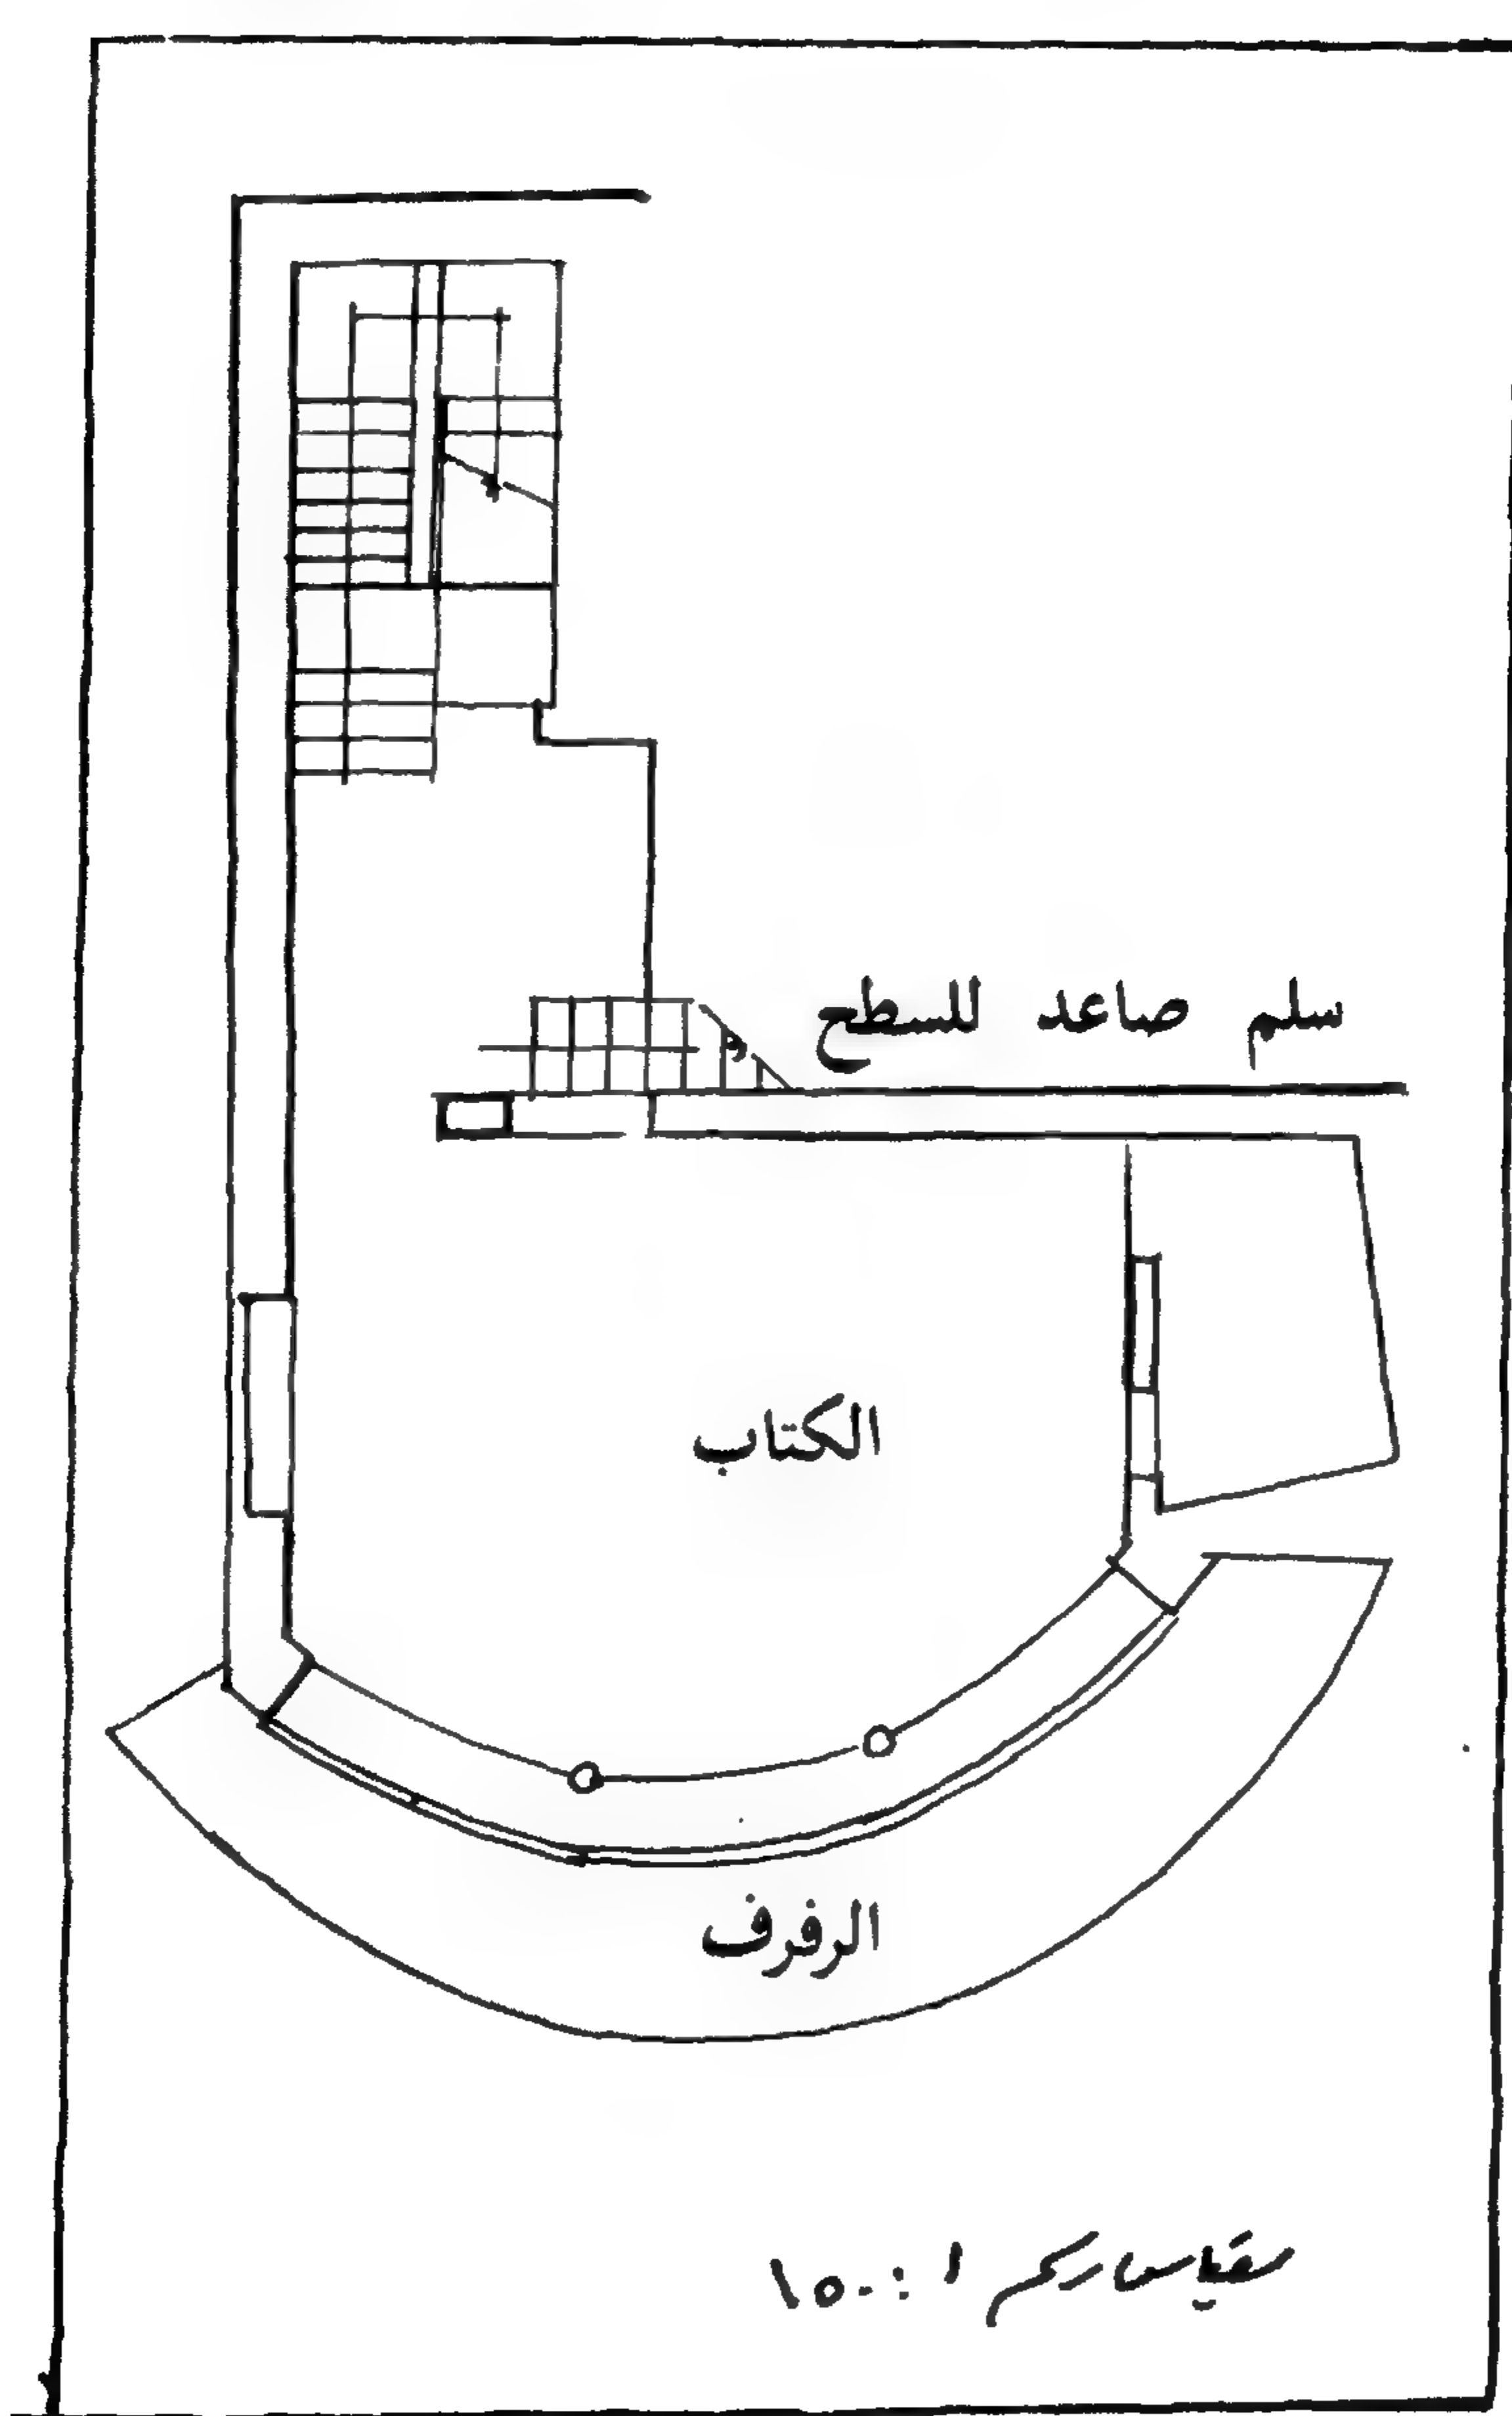 سلم صاعد للسطح
الكتاب
الرفرف
مقياس رسم ١ : ١٥٠